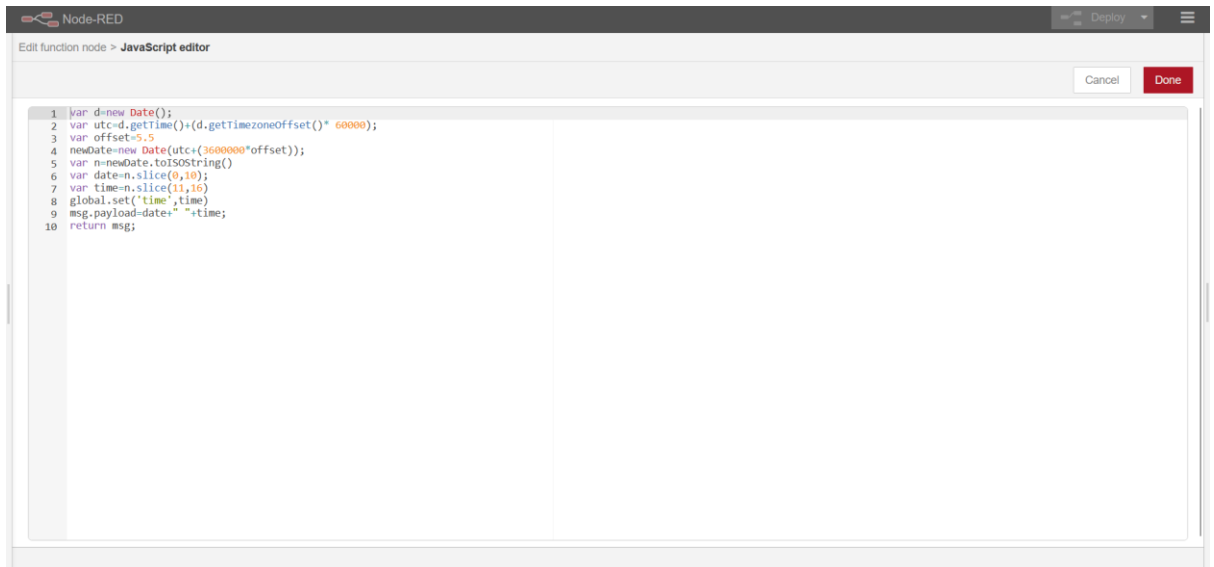 Node-RED
Deploy
Edit function node > JavaScript editor
Cancel
Done
1 var d=new Date();
2 var utc=d.getTime()+(d.getTimezoneOffset()* 60000);
3 var offset=5.5
4 newDate=new Date(utc+(3600000*offset));
5 var n=newDate.toISOString()
6 var date=n.slice(0,10);
7 var time=n.slice(11,16)
8 global.set('time',time)
9 msg.payload=date+" "+time;
10 return msg;